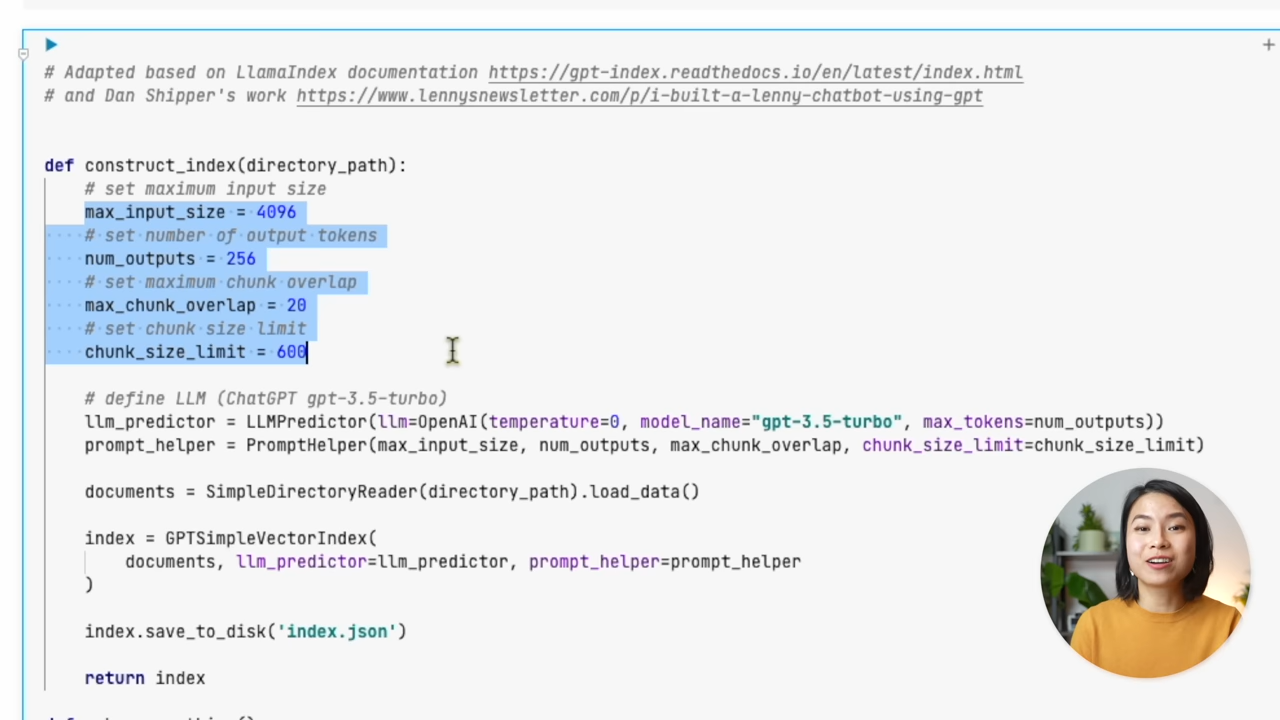 # Adapted based on LlamaIndex documentation https://gpt-index.readthedocs.io/en/latest/index.html
# and Dan Shipper's work https://www.lennysnewsletter.com/p/i-built-a-lenny-chatbot-using-gpt
def construct_index(directory_path):
# set maximum input size
max_input_size = 4096
# set number of output tokens
num_outputs = 256
# set maximum chunk overlap
max_chunk_overlap = 20
# set chunk size limit
chunk_size_limit = 600
# define LLM (ChatGPT gpt-3.5-turbo)
llm_predictor = LLMPredictor(llm=OpenAI(temperature=0, model_name="gpt-3.5-turbo", max_tokens=num_outputs))
prompt_helper = PromptHelper(max_input_size, num_outputs, max_chunk_overlap, chunk_size_limit=chunk_size_limit)
documents = SimpleDirectoryReader(directory_path).load_data()
index = GPTSimpleVectorIndex(
documents, llm_predictor=llm_predictor, prompt_helper=prompt_helper
)
index.save_to_disk('index.json')
return index